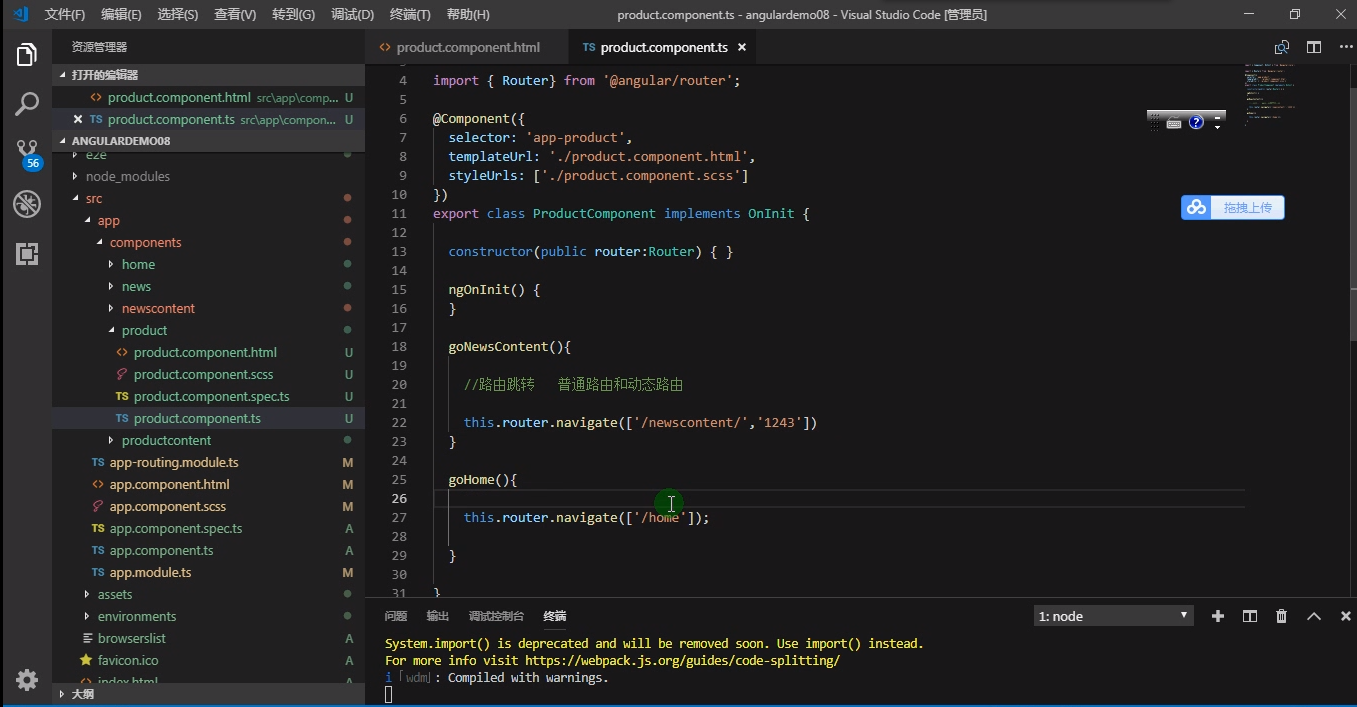 文件(F) 编辑(E) 选择(S) 查看(V) 转到(G) 调试(D) 终端(T) 帮助(H) product.component.ts - angulardemo08 - Visual Studio Code [管理员]
资源管理器
打开的编辑器
product.component.html src\app\comp... U
product.component.ts src\app\compon... U
ANGULARDEMO08
e2e
node_modules
src
app
components
home
news
newscontent
product
product.component.html U
product.component.scss U
TS product.component.spec.ts U
TS product.component.ts U
productcontent
TS app-routing.module.ts M
app.component.html M
app.component.scss M
TS app.component.spec.ts A
TS app.component.ts A
TS app.module.ts M
assets
environments
browserslist A
favicon.ico A
index.html A
大纲
56
product.component.html TS product.component.ts
4 import { Router} from '@angular/router';
5
6 @Component({
7 selector: 'app-product',
8 templateUrl: './product.component.html',
9 styleUrls: ['./product.component.scss']
10 })
11 export class ProductComponent implements OnInit {
12
13 constructor(public router:Router) { }
14
15 ngOnInit() {
16 }
17
18 goNewsContent(){
19
20 //路由跳转 普通路由和动态路由
21
22 this.router.navigate(['/newscontent/','1243'])
23 }
24
25 goHome(){
26
27 this.router.navigate(['/home']);
28
29 }
30
31 }
拖拽上传
问题 输出 调试控制台 终端 1: node
System.import() is deprecated and will be removed soon. Use import() instead.
For more info visit https://webpack.js.org/guides/code-splitting/
i ｢wdm｣: Compiled with warnings.